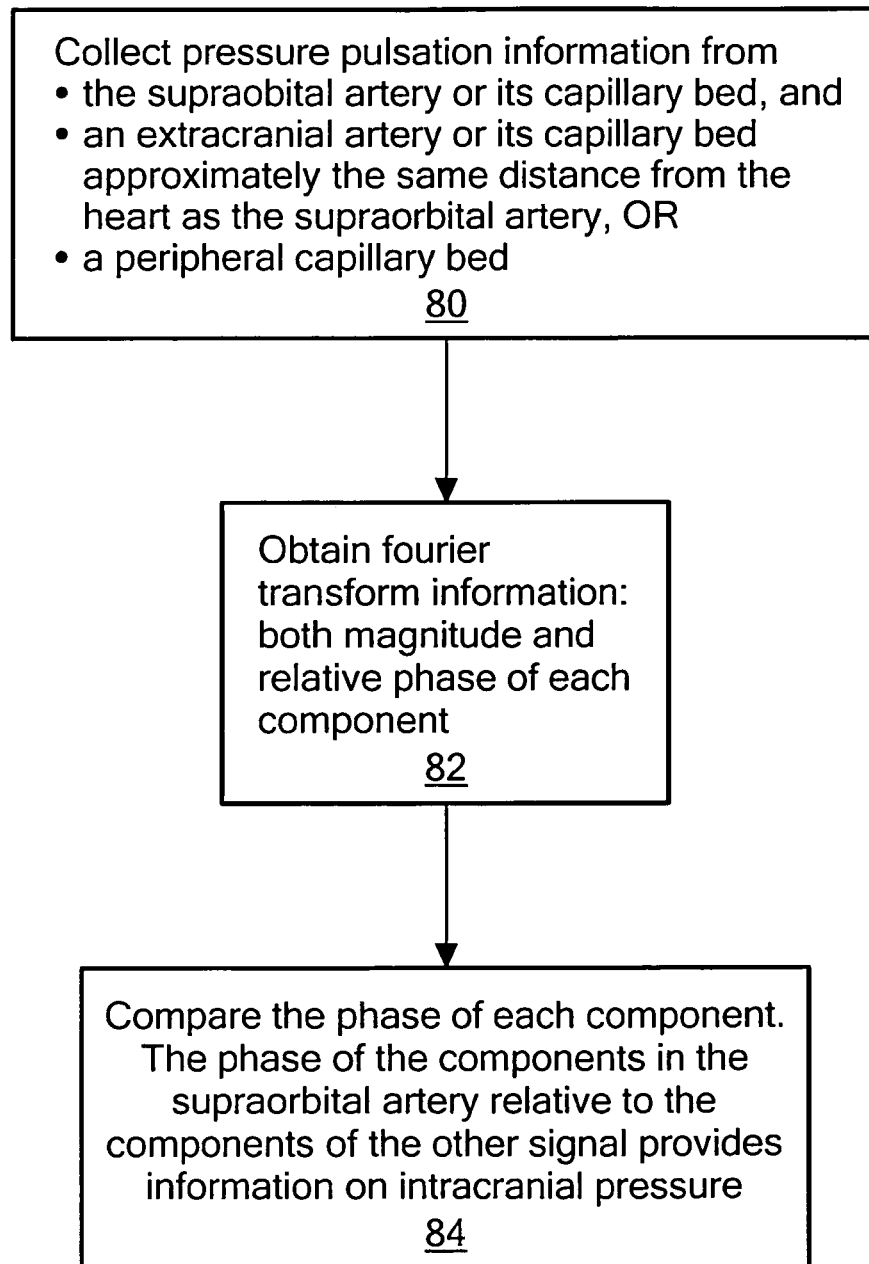 Collect pressure pulsation information from
• the supraobital artery or its capillary bed, and
• an extracranial artery or its capillary bed
approximately the same distance from the
heart as the supraorbital artery, OR
• a peripheral capillary bed
80
Obtain fourier
transform information:
both magnitude and
relative phase of each
component
82
Compare the phase of each component.
The phase of the components in the
supraorbital artery relative to the
components of the other signal provides
information on intracranial pressure
84